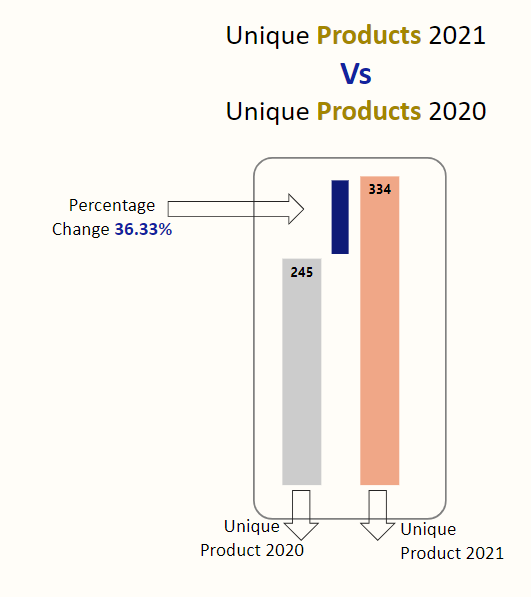 Unique Products 2021
Vs
Unique Products 2020
334
Percentage
Change 36.33%
245
Unique
Product 2020
Unique
Product 2021